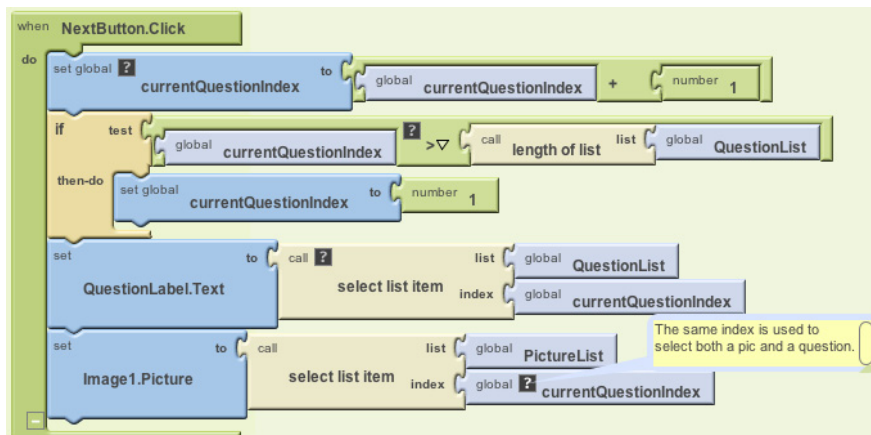 when NextButton.Click
do
set global ? currentQuestionIndex to global currentQuestionIndex + number 1
if test global currentQuestionIndex ? > call length of list list global QuestionList
then-do set global currentQuestionIndex to number 1
set QuestionLabel.Text to call ? select list item list global QuestionList
index global currentQuestionIndex
The same index is used to
select both a pic and a question.
set Image1.Picture to call select list item list global PictureList
index global ? currentQuestionIndex